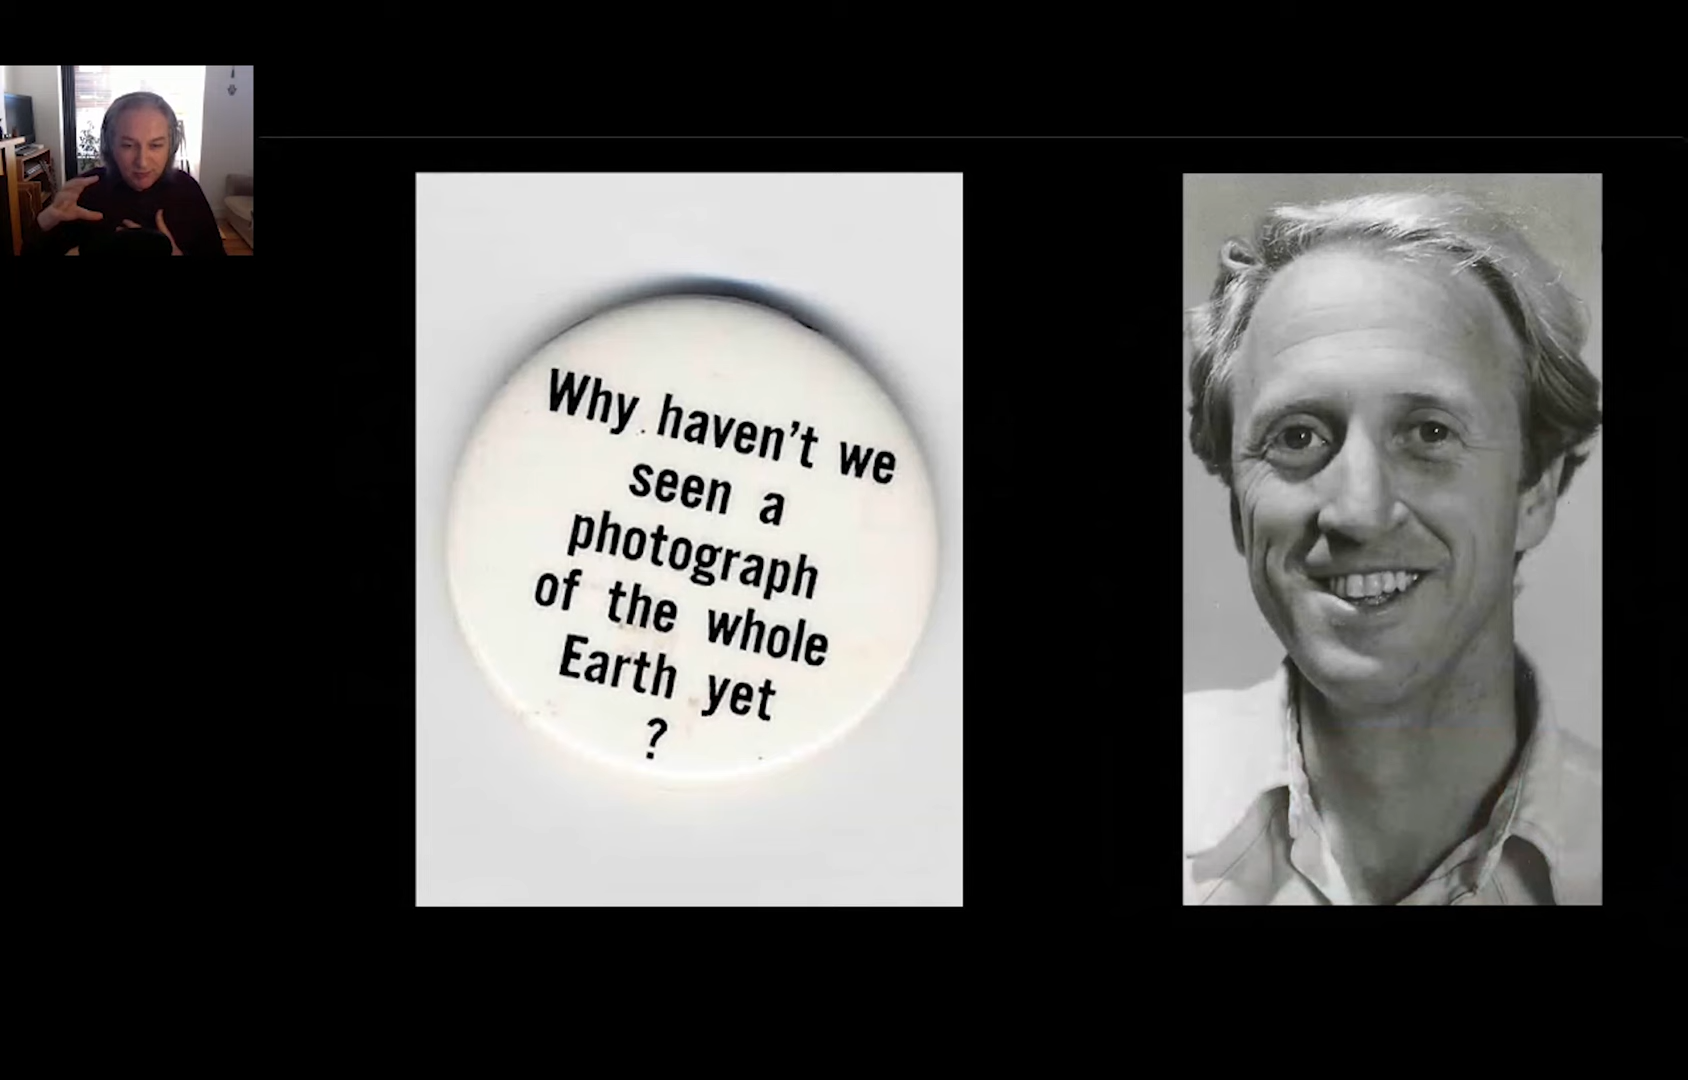 Why haven't we
seen a
photograph
of the whole
Earth yet
?